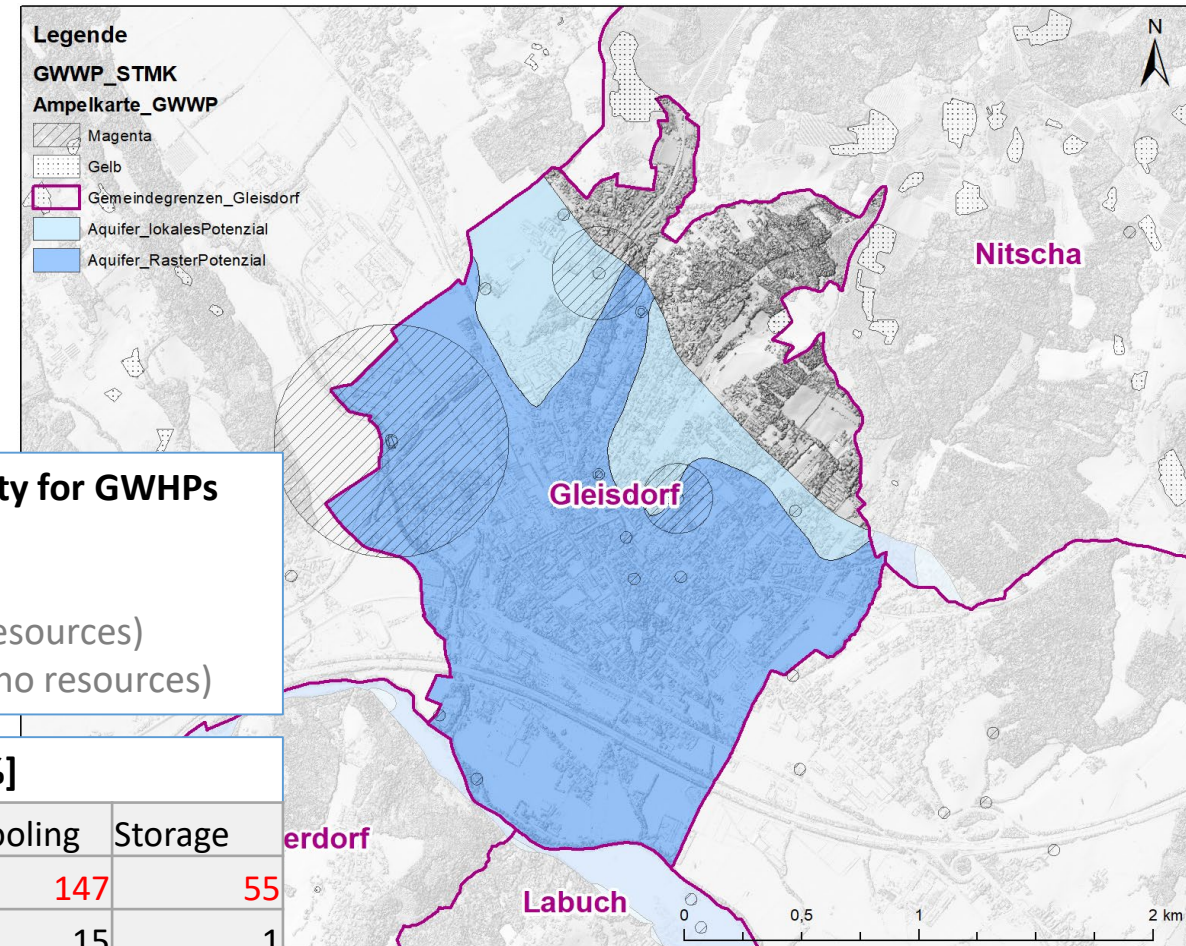 Legende
GWWP_STMK
Ampelkarte_GWWP
Magenta
Gelb
Gemeindegrenzen_Gleisdorf
Aquifer_lokalesPotenzial
Aquifer_RasterPotenzial
N
Nitscha
Gleisdorf
ty for GWHPs
esources)
no resources)
%]
ooling Storage
147 55
15 1
erdorf
Labuch
0 0,5 1 2 km